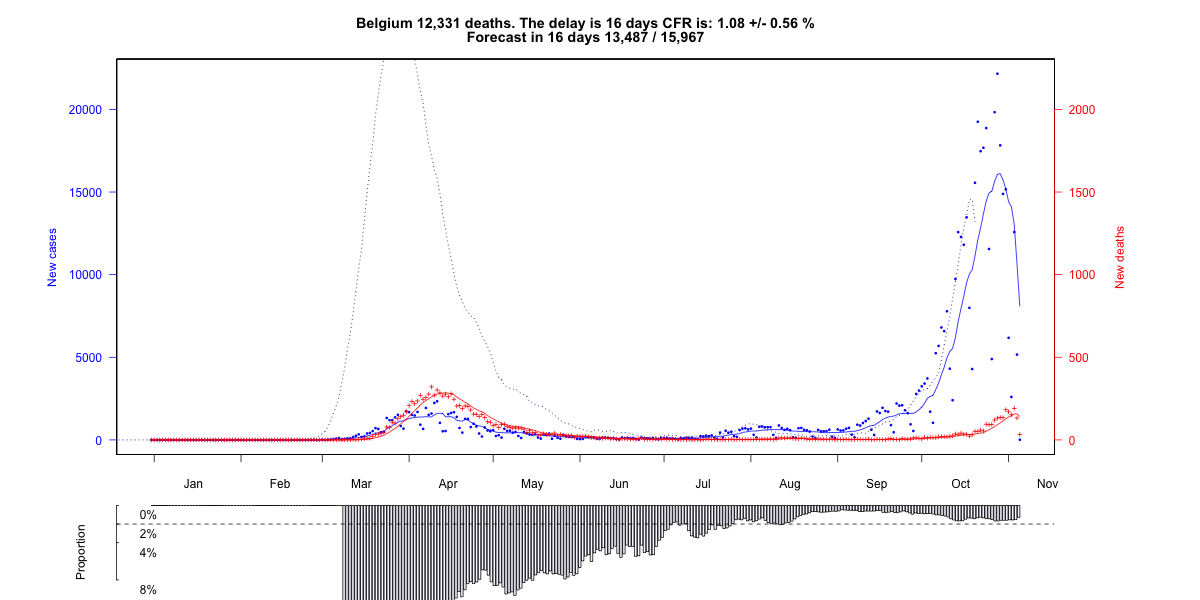 Belgium 12,331 deaths. The delay is 16 days CFR is: 1.08 +/- 0.56 %
Forecast in 16 days 13,487 / 15,967
20000
15000
10000
5000
0
New cases
2000
1500
1000
500
0
New deaths
Jan Feb Mar Apr May Jun Jul Aug Sep Oct Nov
Proportion
0%
2%
4%
8%